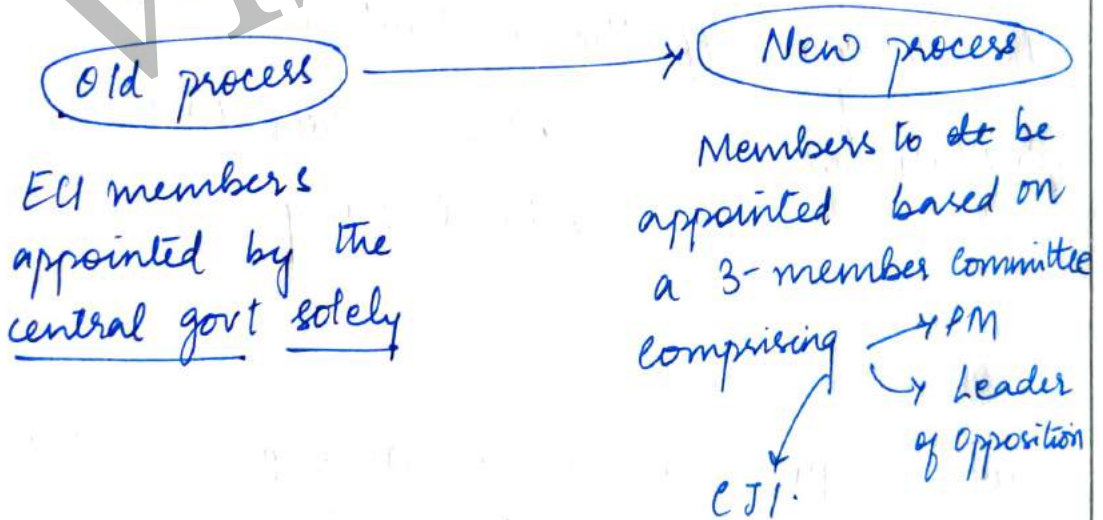 Old process
New process
ECI members
appointed by the
central govt solely
Members to be
appointed based on
a 3-member committee
comprising
PM
Leader
of Opposition
CJI.